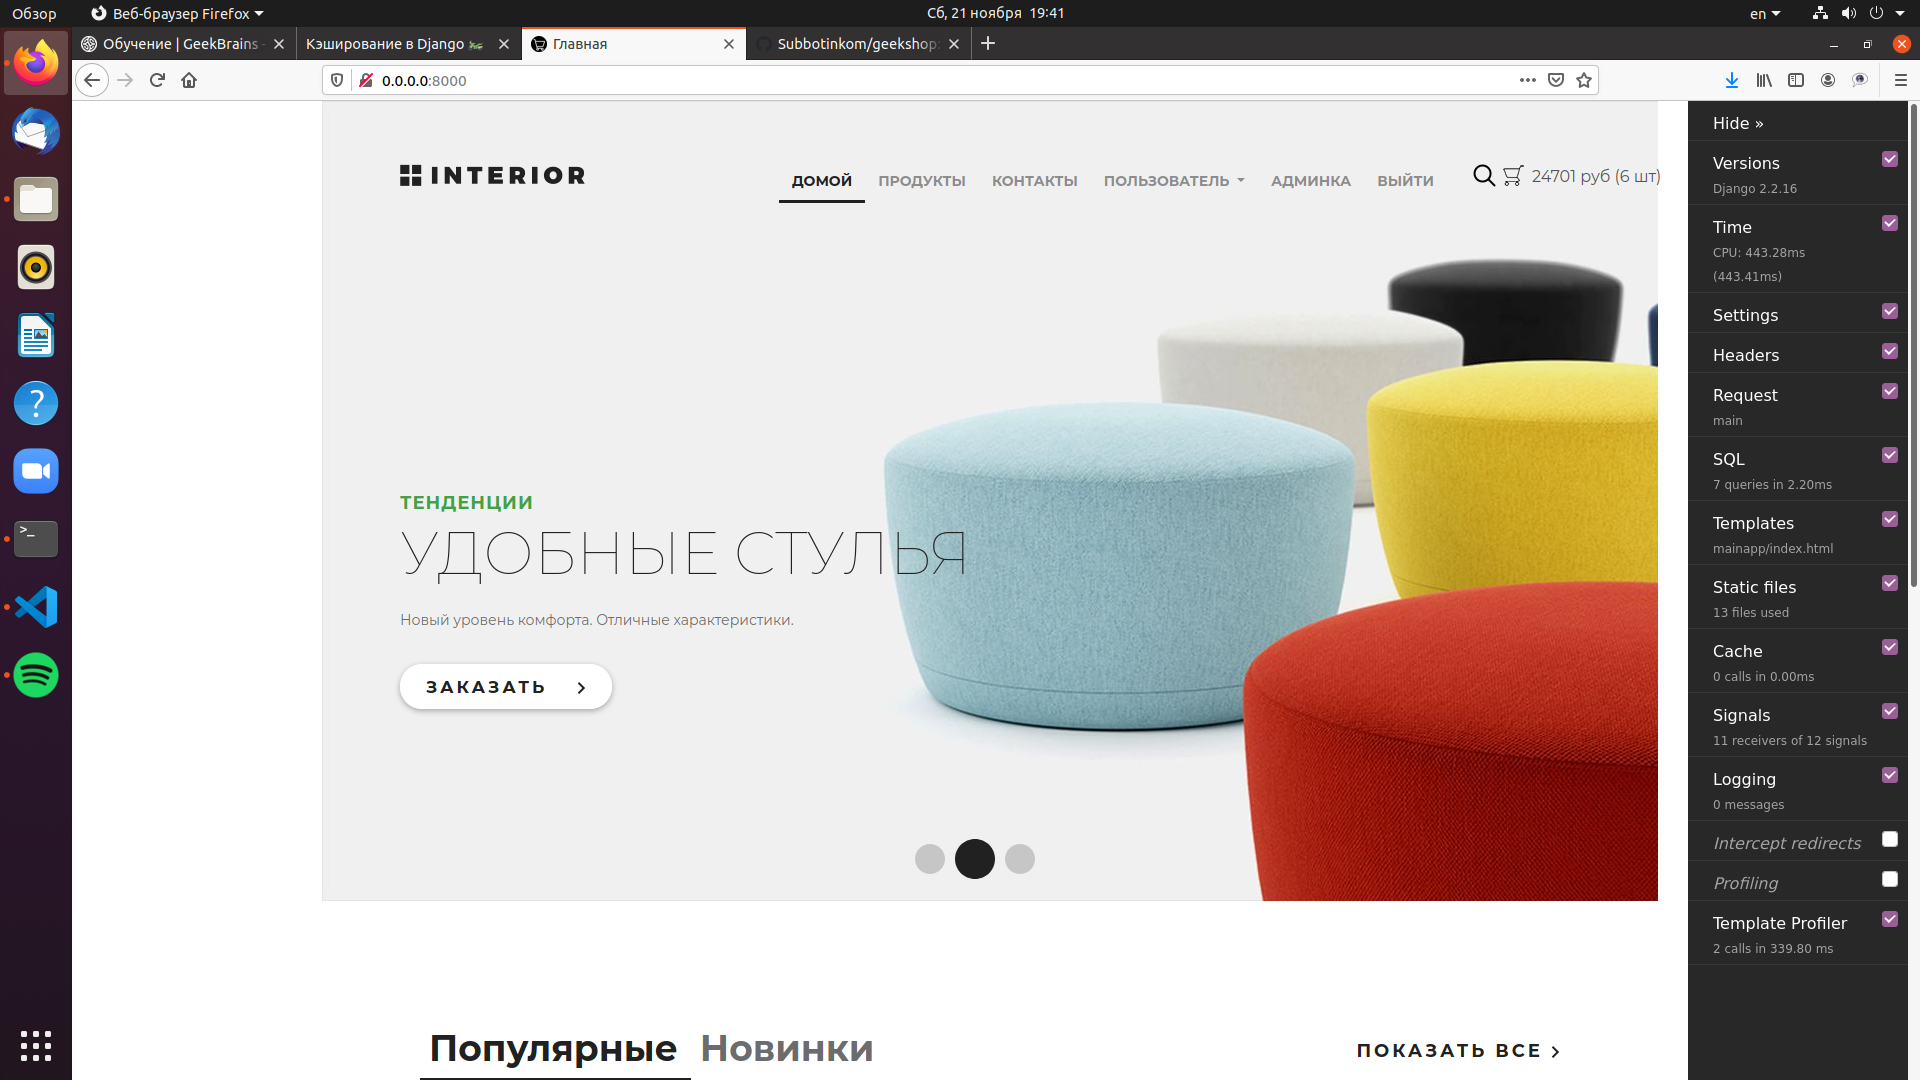 Обзор
Веб-браузер Firefox
Сб, 21 ноября 19:41
en
Обучение | GeekBrains -
Кэширование в Django
Главная
Subbotinkom/geekshop:
0.0.0.0:8000
INTERIOR
ДОМОЙ
ПРОДУКТЫ
КОНТАКТЫ
ПОЛЬЗОВАТЕЛЬ
АДМИНКА
ВЫЙТИ
24701 руб (6 шт)
ТЕНДЕНЦИИ
УДОБНЫЕ СТУЛЬЯ
Новый уровень комфорта. Отличные характеристики.
ЗАКАЗАТЬ
Популярные
Новинки
ПОКАЗАТЬ ВСЕ
Hide »
Versions
Django 2.2.16
Time
CPU: 443.28ms
(443.41ms)
Settings
Headers
Request
main
SQL
7 queries in 2.20ms
Templates
mainapp/index.html
Static files
13 files used
Cache
0 calls in 0.00ms
Signals
11 receivers of 12 signals
Logging
0 messages
Intercept redirects
Profiling
Template Profiler
2 calls in 339.80 ms